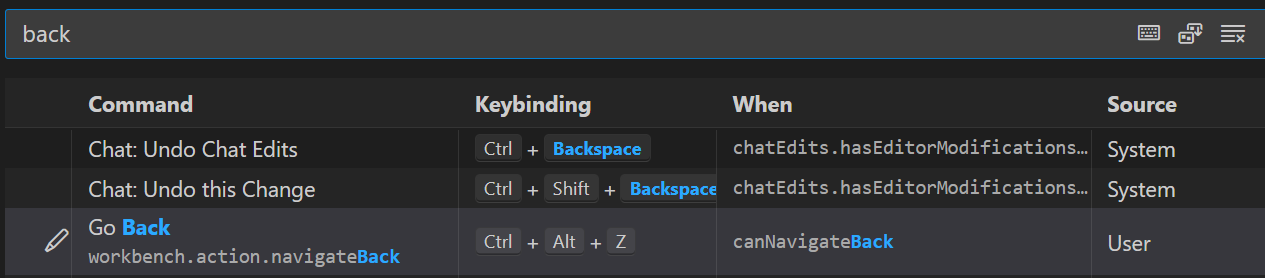 back
Command Keybinding When Source
Chat: Undo Chat Edits Ctrl + Backspace chatEdits.hasEditorModifications… System
Chat: Undo this Change Ctrl + Shift + Backspace chatEdits.hasEditorModifications… System
Go Back
workbench.action.navigateBack Ctrl + Alt + Z canNavigateBack User